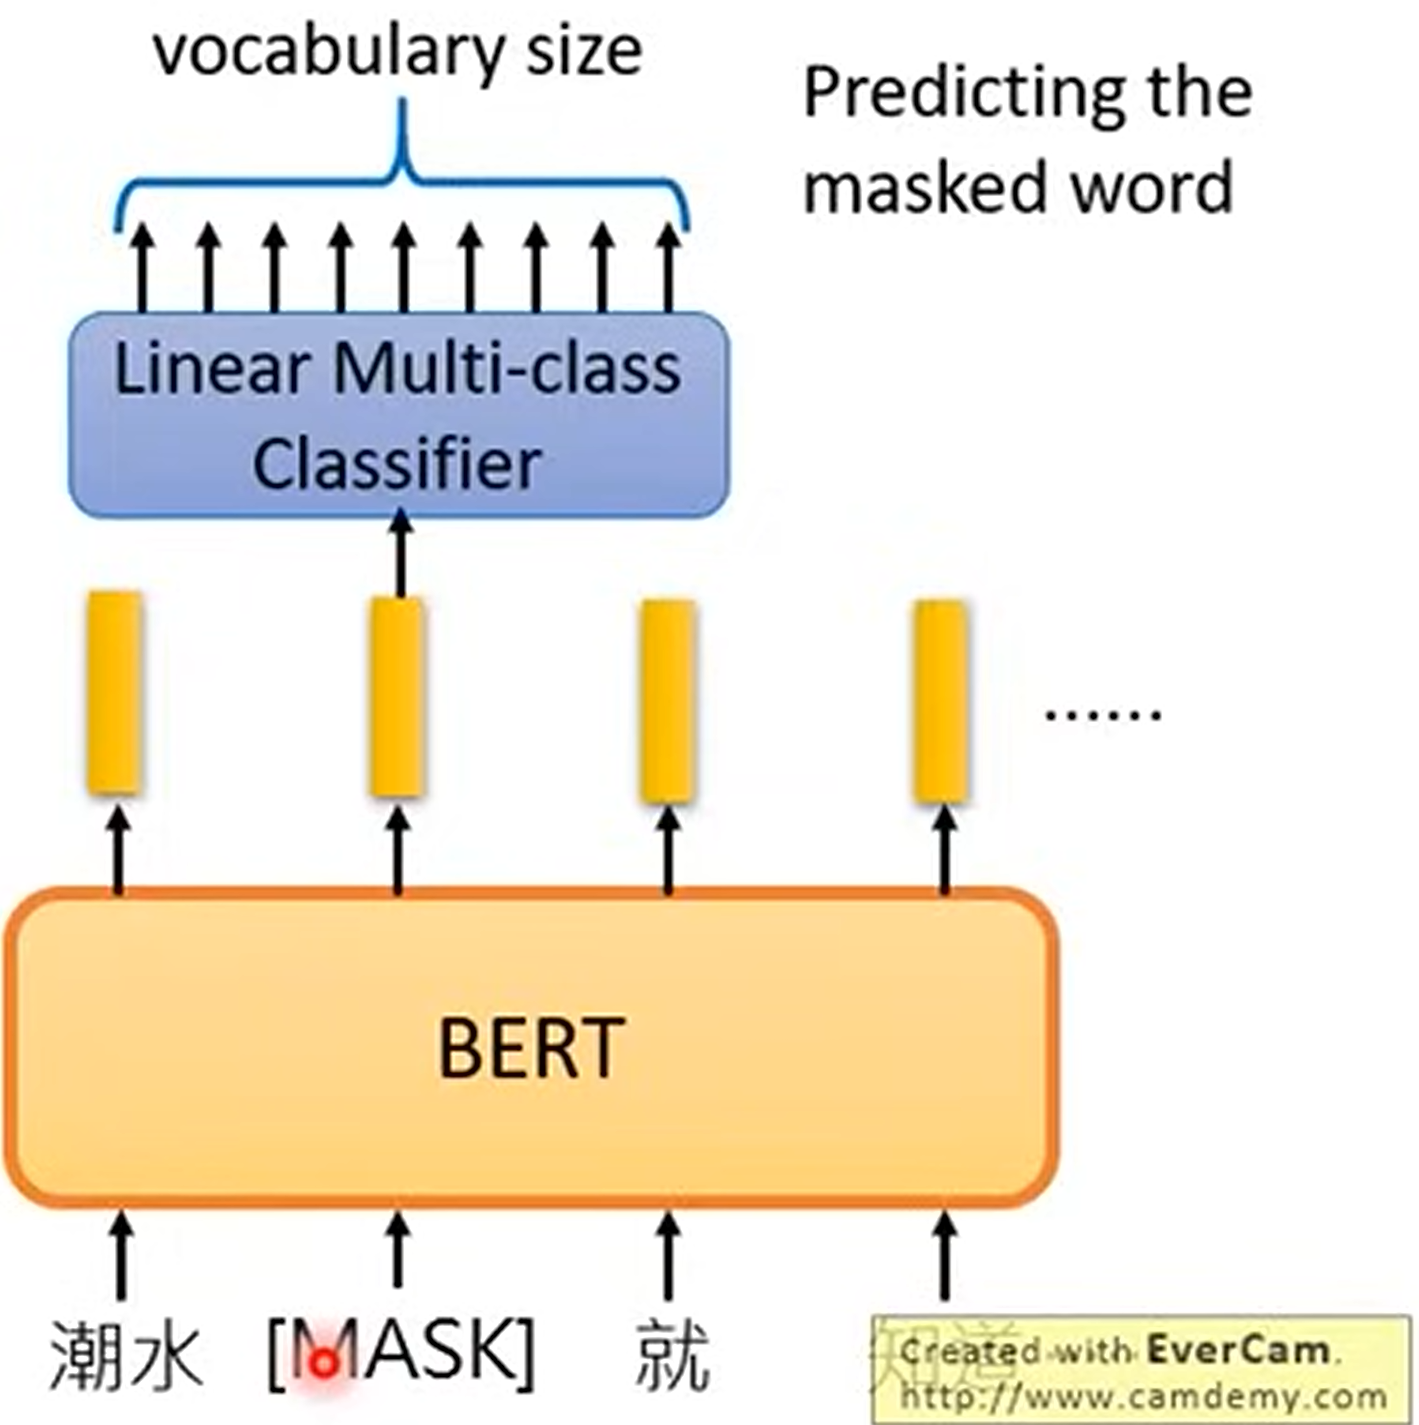 vocabulary size
Predicting the
masked word
Linear Multi-class
Classifier
......
BERT
潮水 [MASK] 就 知道
Created with EverCam.
http://www.camdemy.com